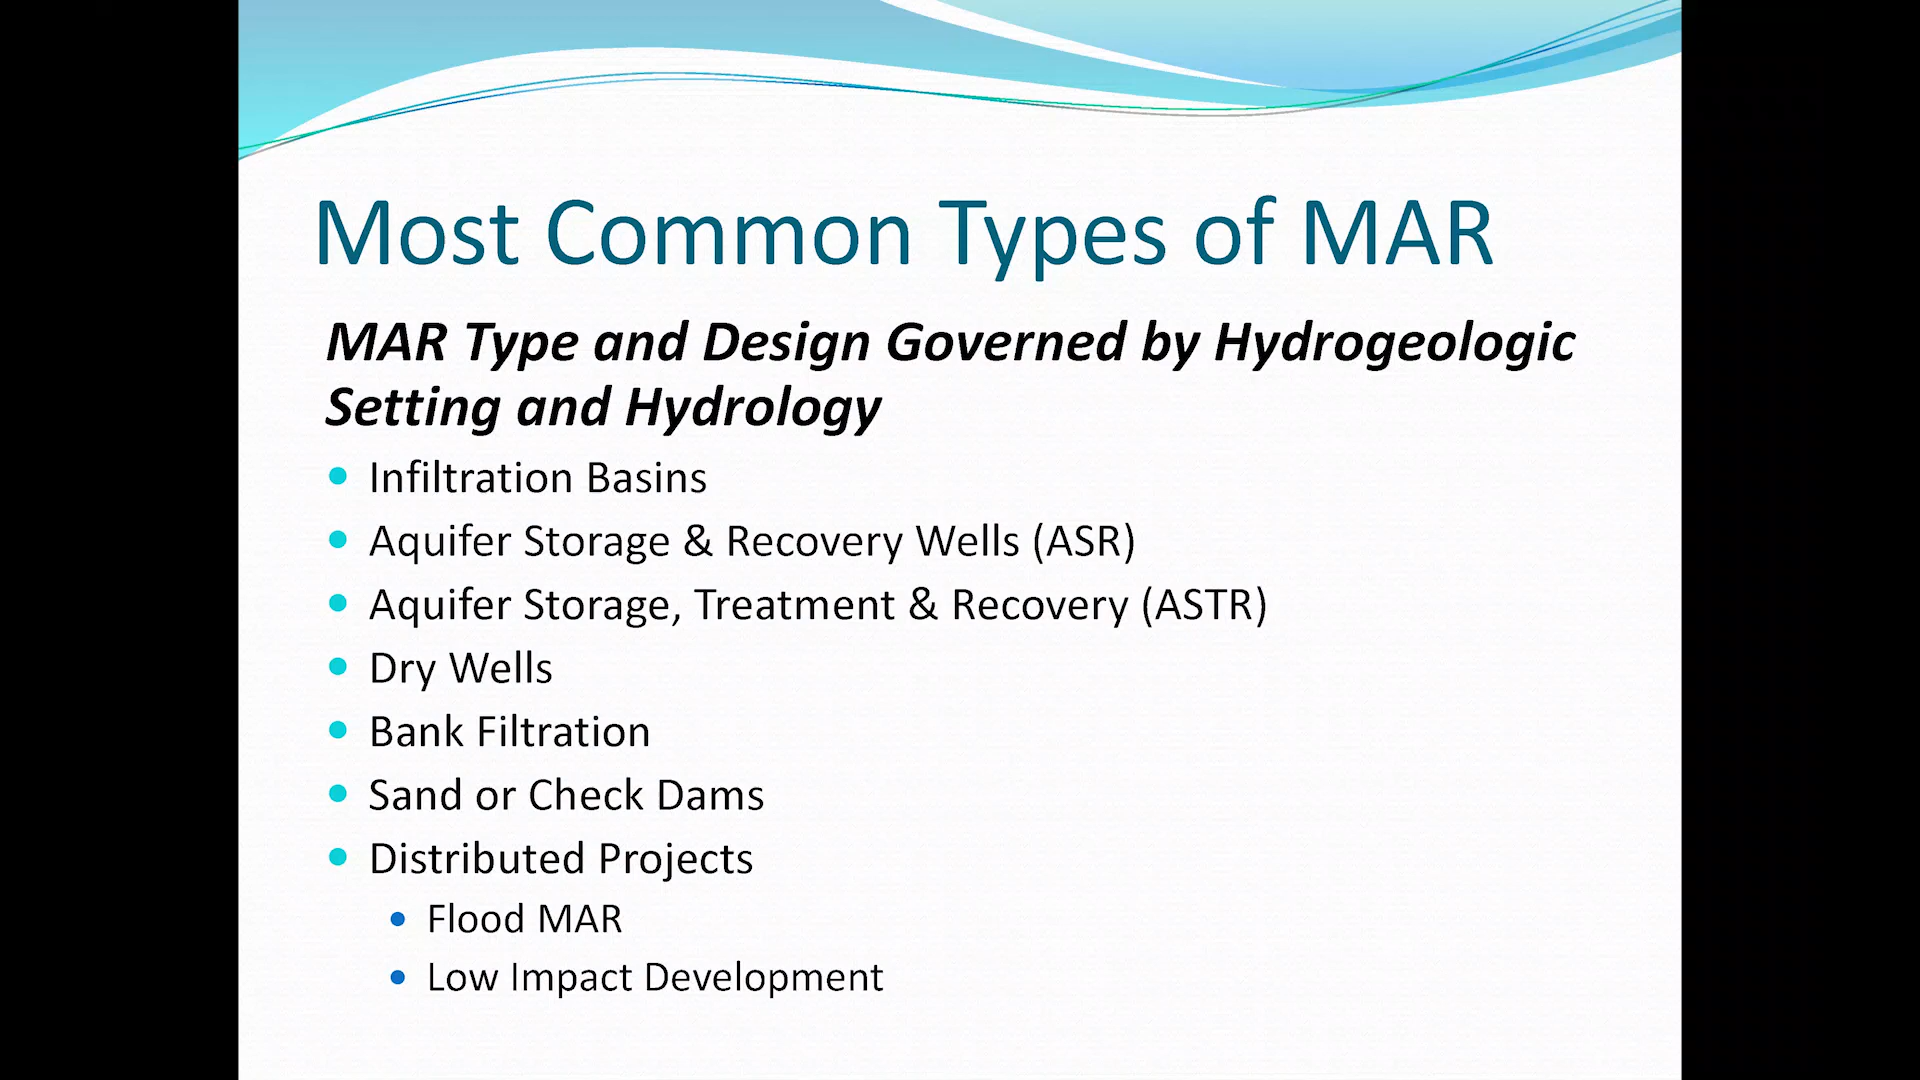 Most Common Types of MAR
MAR Type and Design Governed by Hydrogeologic
Setting and Hydrology
Infiltration Basins
Aquifer Storage & Recovery Wells (ASR)
Aquifer Storage, Treatment & Recovery (ASTR)
Dry Wells
Bank Filtration
Sand or Check Dams
Distributed Projects
Flood MAR
Low Impact Development